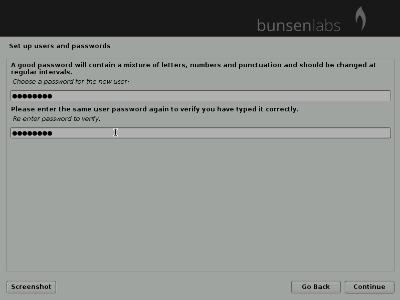 bunsenlabs
Set up users and passwords
A good password will contain a mixture of letters, numbers and punctuation and should be changed at
regular intervals.
Choose a password for the new user:
●●●●●●●●
Please enter the same user password again to verify you have typed it correctly.
Re-enter password to verify:
●●●●●●●●
Screenshot
Go Back
Continue